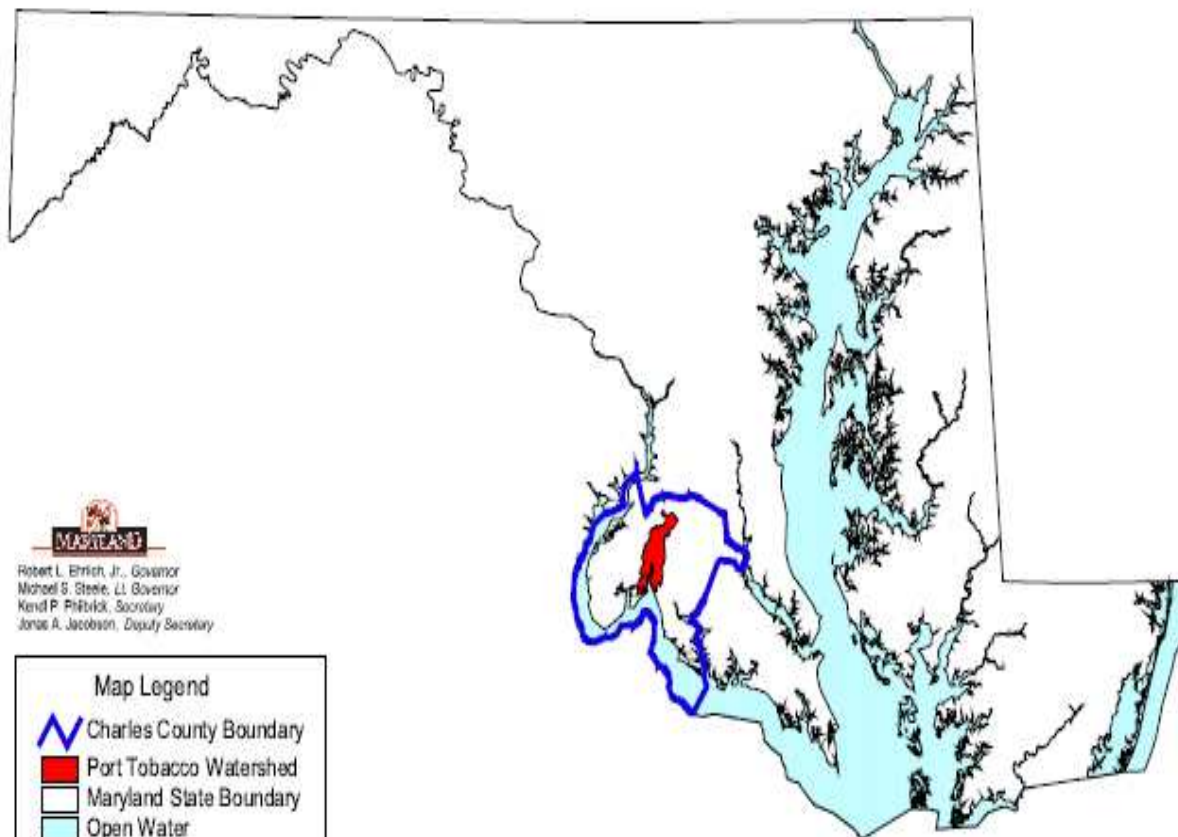 MARYLAND
Robert L. Ehrlich, Jr., Governor
Michael S. Steele, Lt. Governor
Kendl P. Philbrick, Secretary
Jonas A. Jacobson, Deputy Secretary
Map Legend
Charles County Boundary
Port Tobacco Watershed
Maryland State Boundary
Open Water